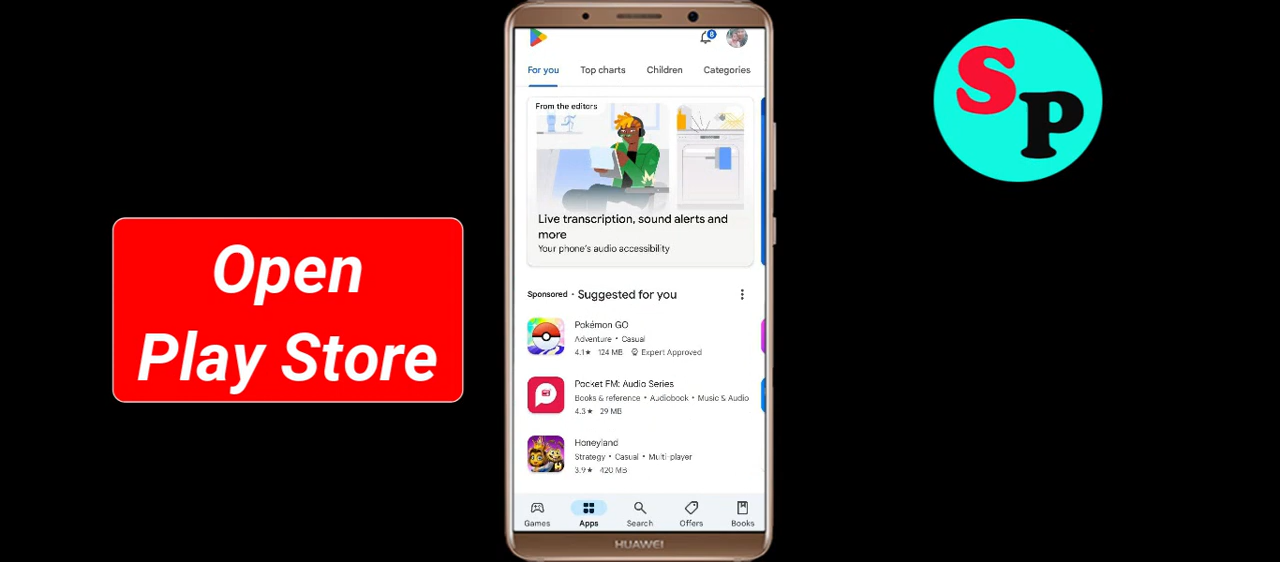 8
For you
Top charts
Children
Categories
From the editors
Live transcription, sound alerts and
more
Your phone's audio accessibility
Sponsored • Suggested for you
Pokémon GO
Adventure • Casual
4.1★ 124 MB Expert Approved
Pocket FM: Audio Series
Books & reference • Audiobook • Music & Audio
4.3★ 29 MB
Honeyland
Strategy • Casual • Multi-player
3.9★ 420 MB
Games
Apps
Search
Offers
Books
HUAWEI
Open
Play Store
SP